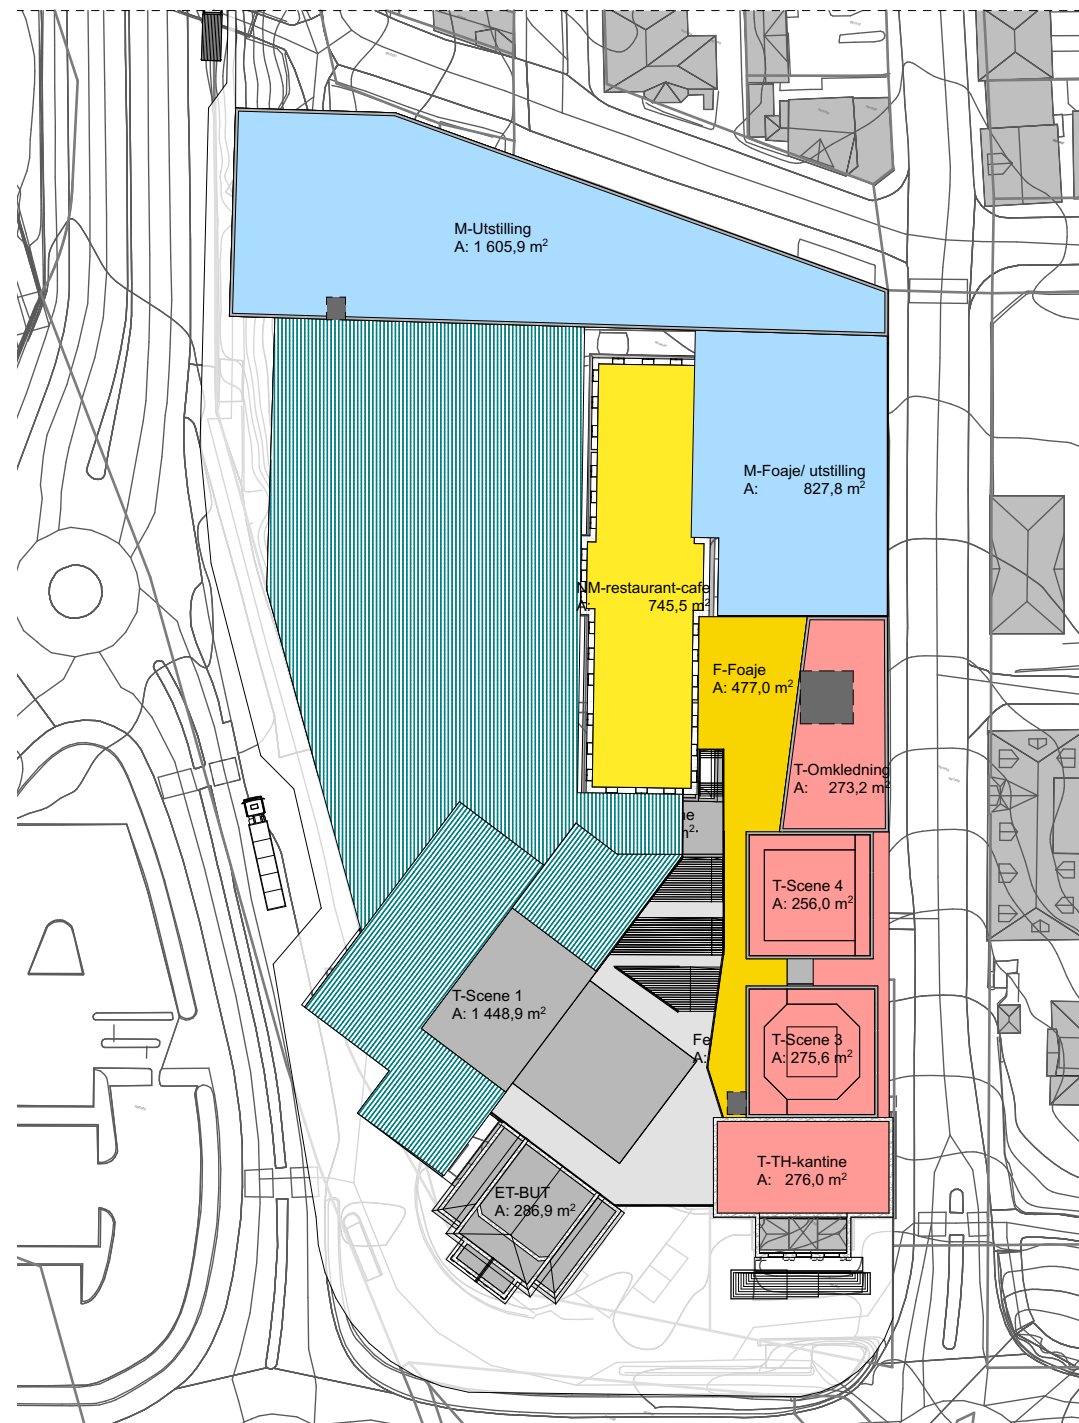 M-Utstilling
A: 1 605,9 m²
M-Foaje/ utstilling
A: 827,8 m²
NM-restaurant-cafe
A: 745,5 m²
F-Foaje
A: 477,0 m²
T-Omkledning
A: 273,2 m²
T-Scene 4
A: 256,0 m²
T-Scene 1
A: 1 448,9 m²
Fe
A:
T-Scene 3
A: 275,6 m²
T-TH-kantine
A: 276,0 m²
ET-BUT
A: 286,9 m²